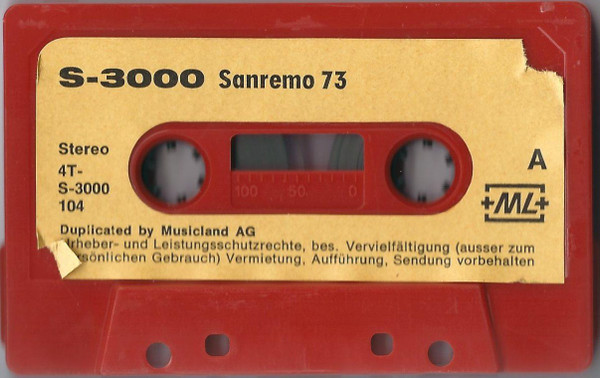 S-3000 Sanremo 73
Stereo
4T-
S-3000
104
A
+ML+
100 50 0
Duplicated by Musicland AG
rheber- und Leistungsschutzrechte, bes. Vervielfältigung (ausser zum
rsönlichen Gebrauch) Vermietung, Aufführung, Sendung vorbehalten